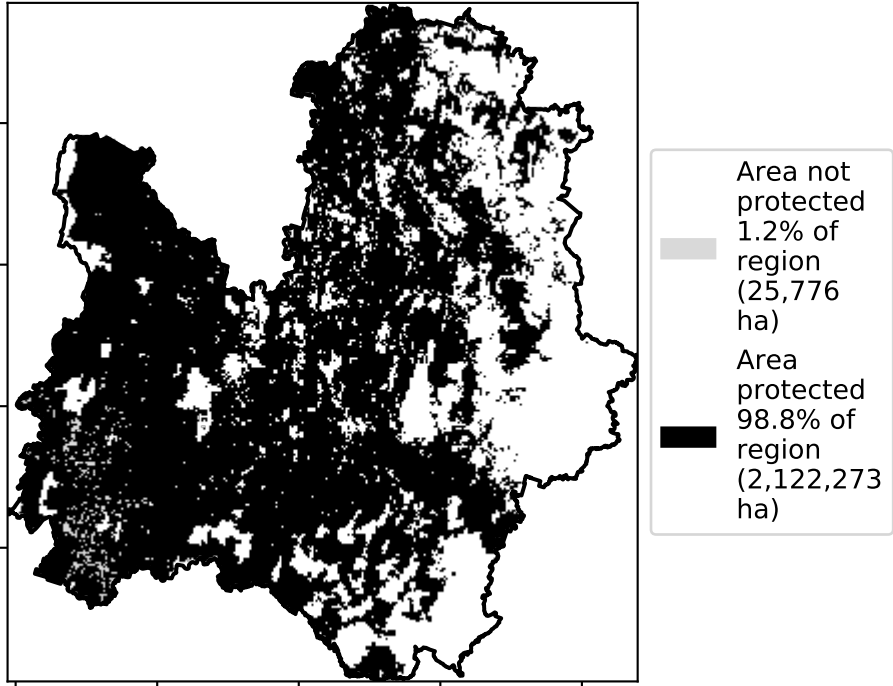 Area not
protected
1.2% of
region
(25,776
ha)
Area
protected
98.8% of
region
(2,122,273
ha)